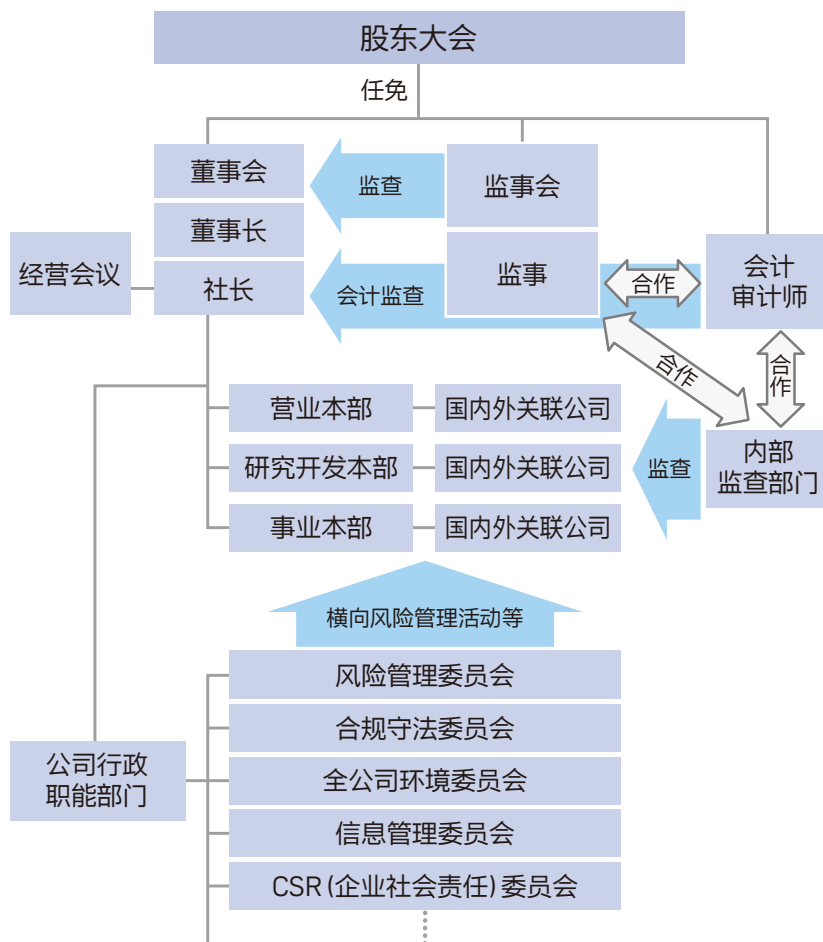 股东大会
任免
董事会
监查
监事会
董事长
经营会议
社长
会计监查
监事
合作
会计
审计师
合作
合作
营业本部
国内外关联公司
研究开发本部
国内外关联公司
监查
内部
监查部门
事业本部
国内外关联公司
横向风险管理活动等
风险管理委员会
合规守法委员会
公司行政
职能部门
全公司环境委员会
信息管理委员会
CSR (企业社会责任) 委员会